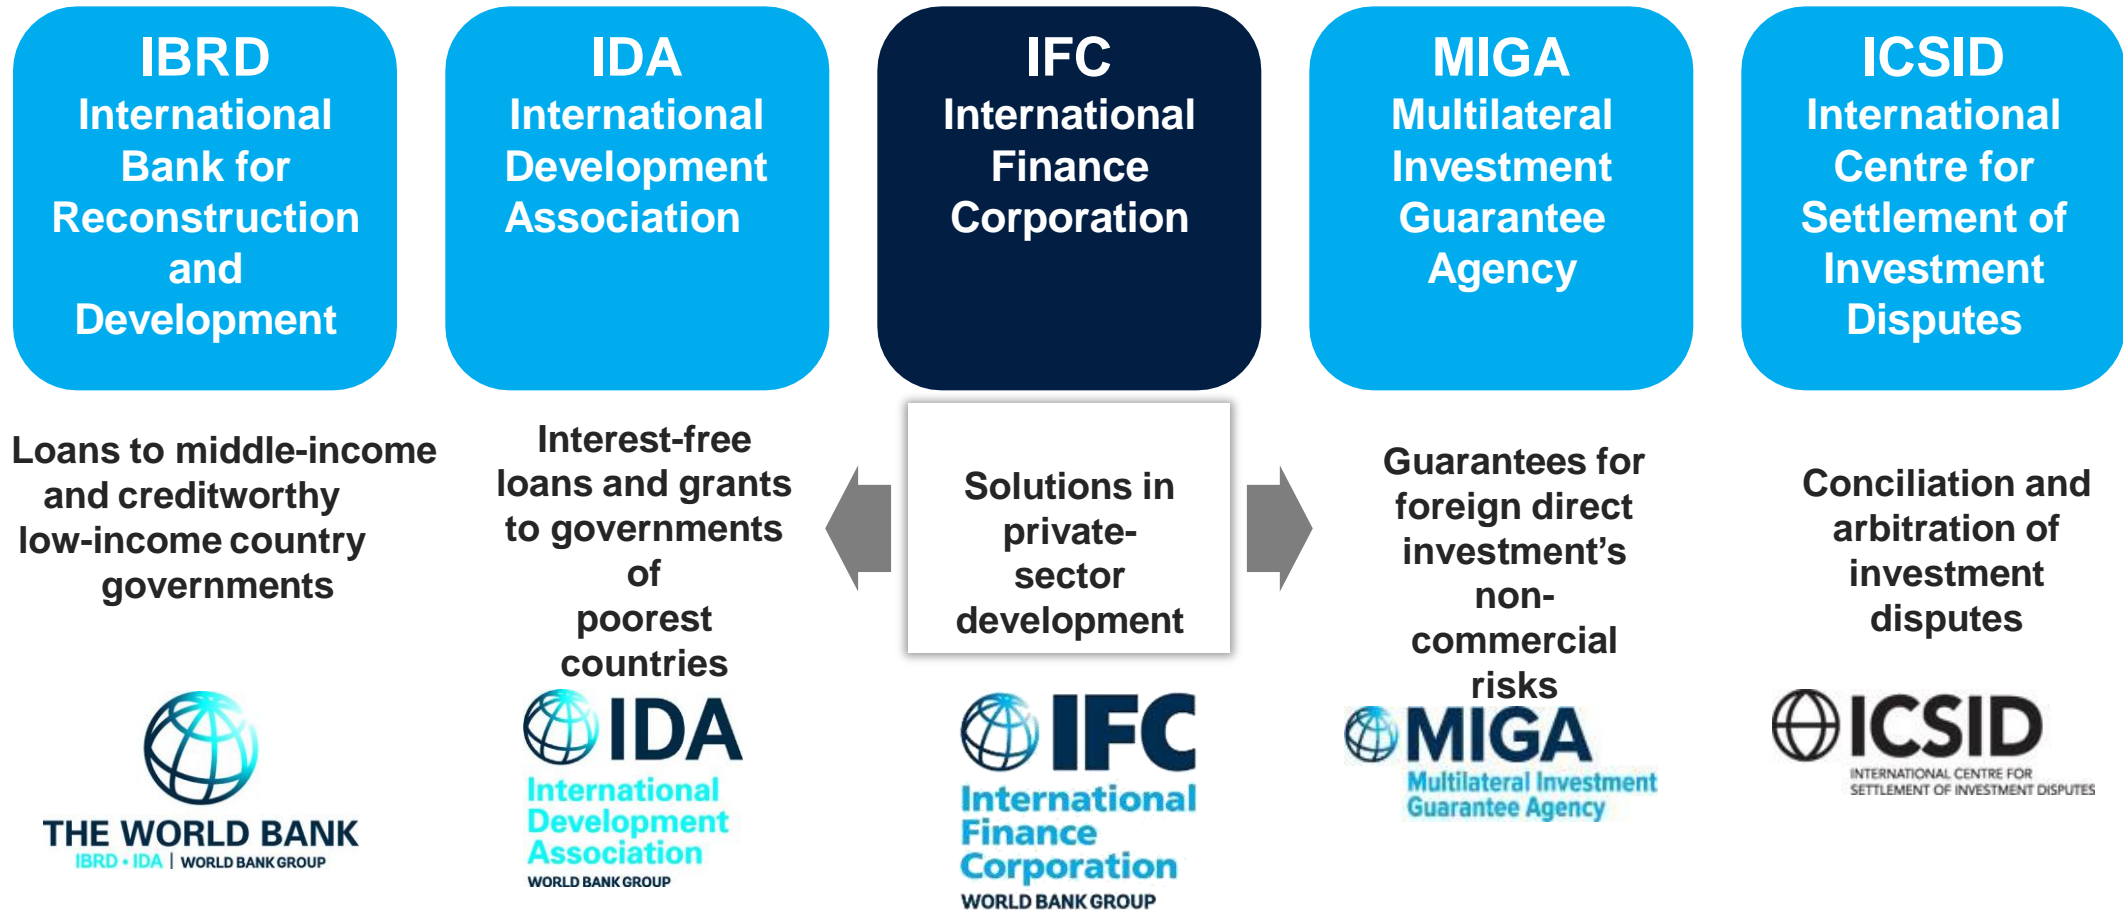 IBRD
International
Bank for
Reconstruction
and
Development
IDA
International
Development
Association
IFC
International
Finance
Corporation
MIGA
Multilateral
Investment
Guarantee
Agency
ICSID
International
Centre for
Settlement of
Investment
Disputes
Loans to middle-income
and creditworthy
low-income country
governments
Interest-free
loans and grants
to governments
of
poorest
countries
Solutions in
private-
sector
development
Guarantees for
foreign direct
investment's
non-
commercial
risks
Conciliation and
arbitration of
investment
disputes
THE WORLD BANK
IBRD • IDA | WORLD BANK GROUP
IDA
International
Development
Association
WORLD BANK GROUP
IFC
International
Finance
Corporation
WORLD BANK GROUP
MIGA
Multilateral Investment
Guarantee Agency
ICSID
INTERNATIONAL CENTRE FOR
SETTLEMENT OF INVESTMENT DISPUTES